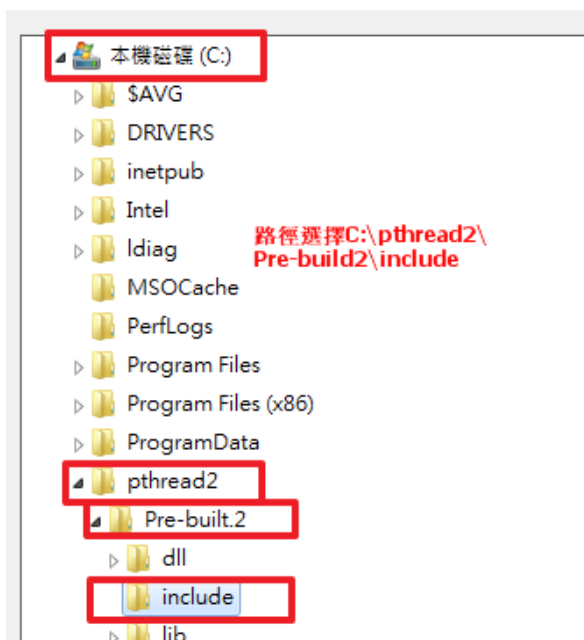 本機磁碟 (C:)
$AVG
DRIVERS
inetpub
Intel
ldiag
路徑選擇C:\pthread2\
Pre-build2\include
MSOCache
PerfLogs
Program Files
Program Files (x86)
ProgramData
pthread2
Pre-built.2
dll
include
lib